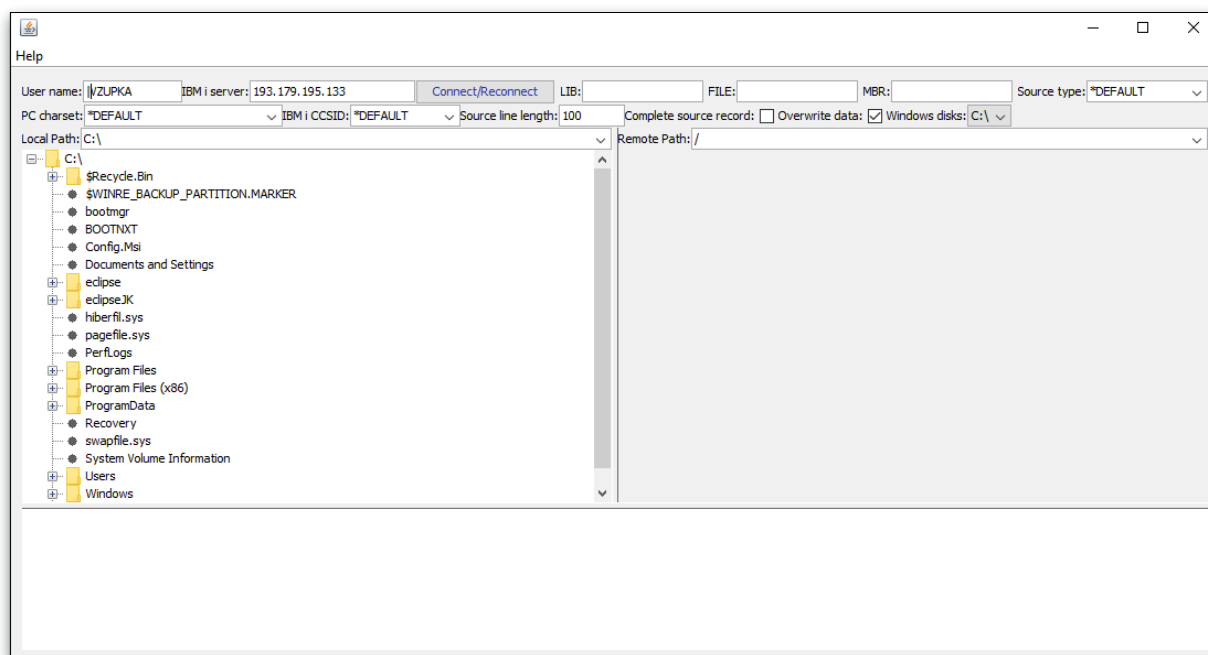 Help
User name: VZUPKA IBM i server: 193.179.195.133 Connect/Reconnect LIB: FILE: MBR: Source type: *DEFAULT
PC charset: *DEFAULT IBM i CCSID: *DEFAULT Source line length: 100 Complete source record: Overwrite data: Windows disks: C:\
Local Path: C:\ Remote Path: /
C:\
$Recycle.Bin
$WINRE_BACKUP_PARTITION.MARKER
bootmgr
BOOTNXT
Config.Msi
Documents and Settings
eclipse
eclipseJK
hiberfil.sys
pagefile.sys
PerfLogs
Program Files
Program Files (x86)
ProgramData
Recovery
swapfile.sys
System Volume Information
Users
Windows